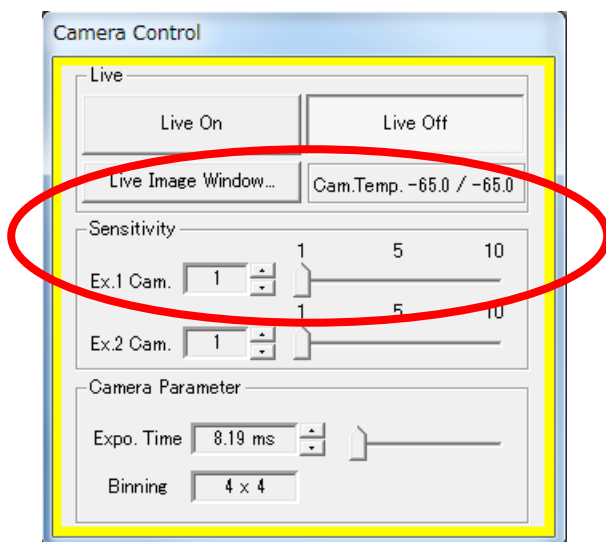 Camera Control
Live
Live On Live Off
Live Image Window... Cam.Temp. -65.0 / -65.0
Sensitivity
1 5 10
Ex.1 Cam. 1
1 5 10
Ex.2 Cam. 1
Camera Parameter
Expo. Time 8.19 ms
Binning 4 × 4